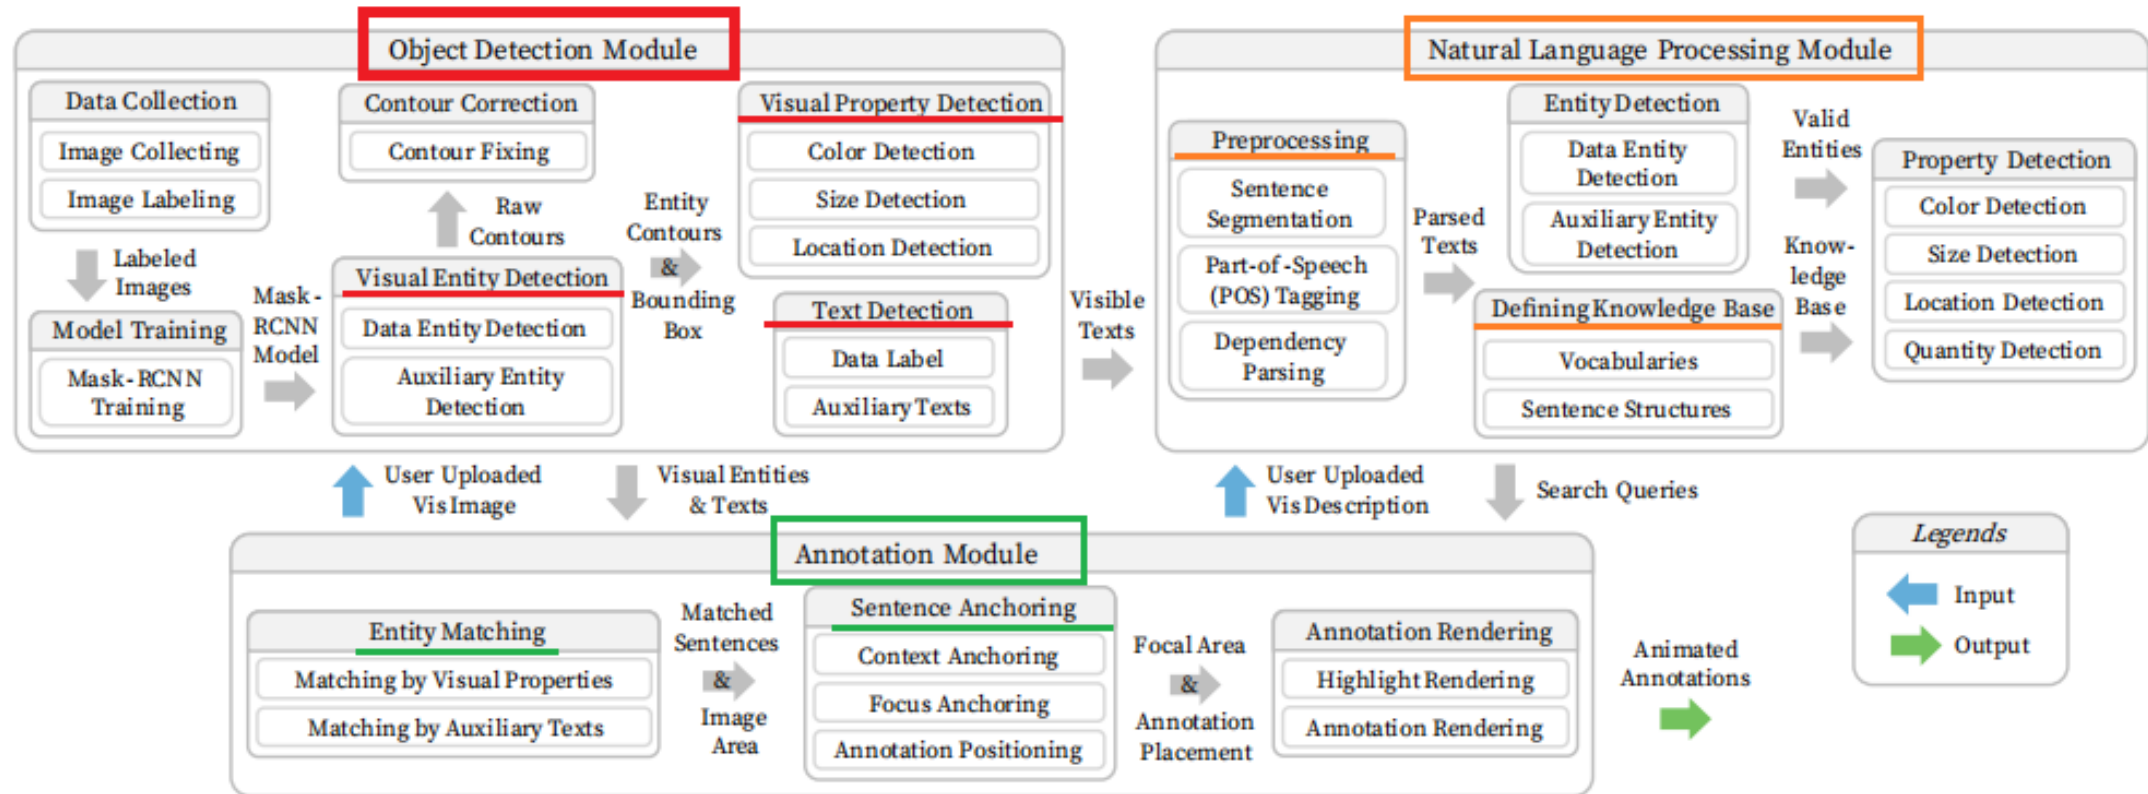 Object Detection Module
Data Collection
Image Collecting
Image Labeling
Labeled
Images
Model Training
Mask-RCNN
Training
Mask-
RCNN
Model
Contour Correction
Contour Fixing
Raw
Contours
Visual Entity Detection
Data Entity Detection
Auxiliary Entity
Detection
Entity
Contours
&
Bounding
Box
Visual Property Detection
Color Detection
Size Detection
Location Detection
Text Detection
Data Label
Auxiliary Texts
Visible
Texts
Natural Language Processing Module
Preprocessing
Sentence
Segmentation
Part-of-Speech
(POS) Tagging
Dependency
Parsing
Parsed
Texts
Entity Detection
Data Entity
Detection
Auxiliary Entity
Detection
Defining Knowledge Base
Vocabularies
Sentence Structures
Valid
Entities
Know-
ledge
Base
Property Detection
Color Detection
Size Detection
Location Detection
Quantity Detection
User Uploaded
Vis Image
Visual Entities
& Texts
User Uploaded
Vis Description
Search Queries
Annotation Module
Entity Matching
Matching by Visual Properties
Matching by Auxiliary Texts
Matched
Sentences
&
Image
Area
Sentence Anchoring
Context Anchoring
Focus Anchoring
Annotation Positioning
Focal Area
&
Annotation
Placement
Annotation Rendering
Highlight Rendering
Annotation Rendering
Animated
Annotations
Legends
Input
Output